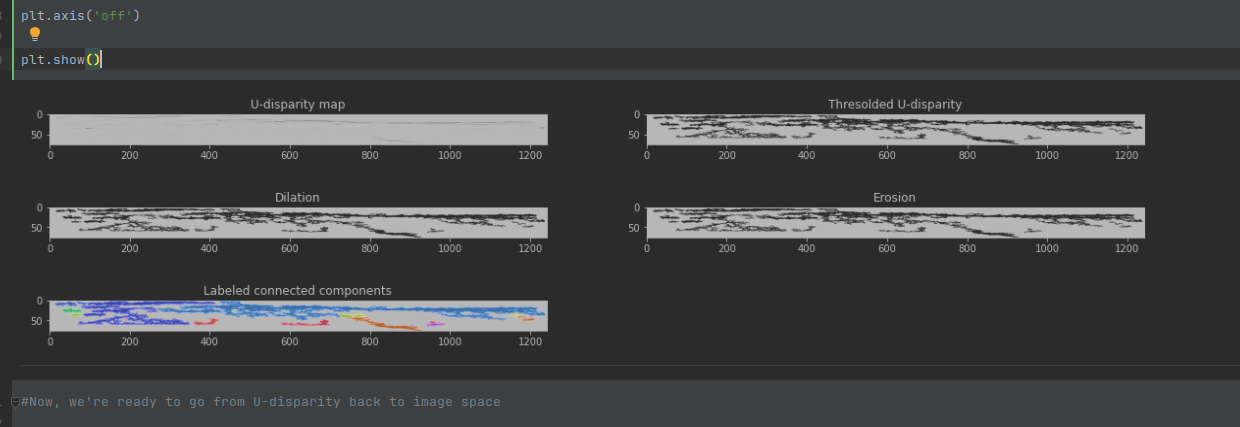 plt.axis('off')
plt.show()
U-disparity map
0
50
0 200 400 600 800 1000 1200
Thresolded U-disparity
0
50
0 200 400 600 800 1000 1200
Dilation
0
50
0 200 400 600 800 1000 1200
Erosion
0
50
0 200 400 600 800 1000 1200
Labeled connected components
0
50
0 200 400 600 800 1000 1200
#Now, we're ready to go from U-disparity back to image space